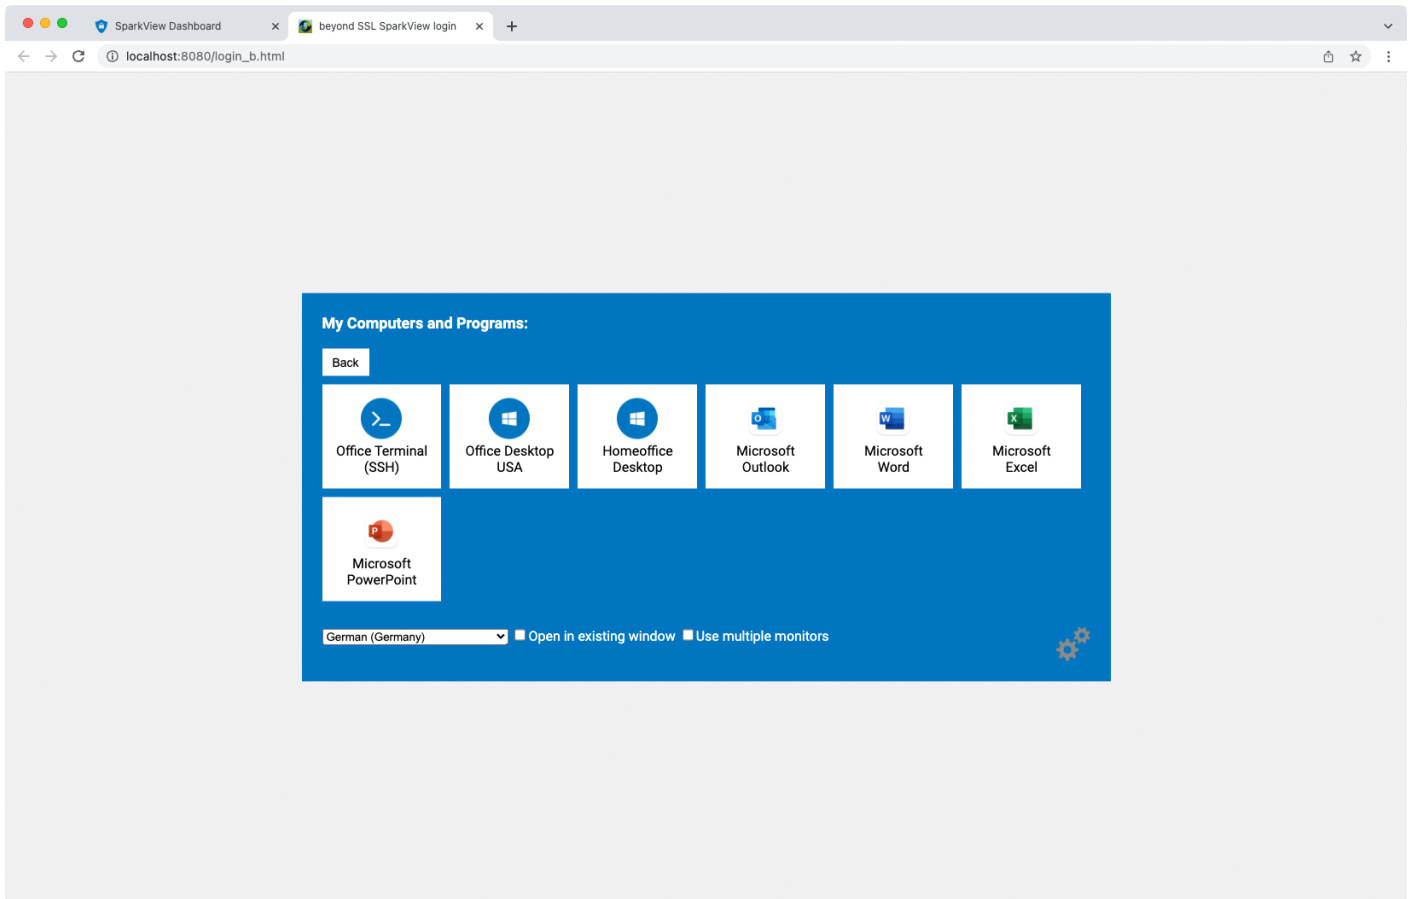 SparkView Dashboard
beyond SSL SparkView login
localhost:8080/login_b.html
My Computers and Programs:
Back
Office Terminal
(SSH)
Office Desktop
USA
Homeoffice
Desktop
Microsoft
Outlook
Microsoft
Word
Microsoft
Excel
Microsoft
PowerPoint
German (Germany)
Open in existing window
Use multiple monitors